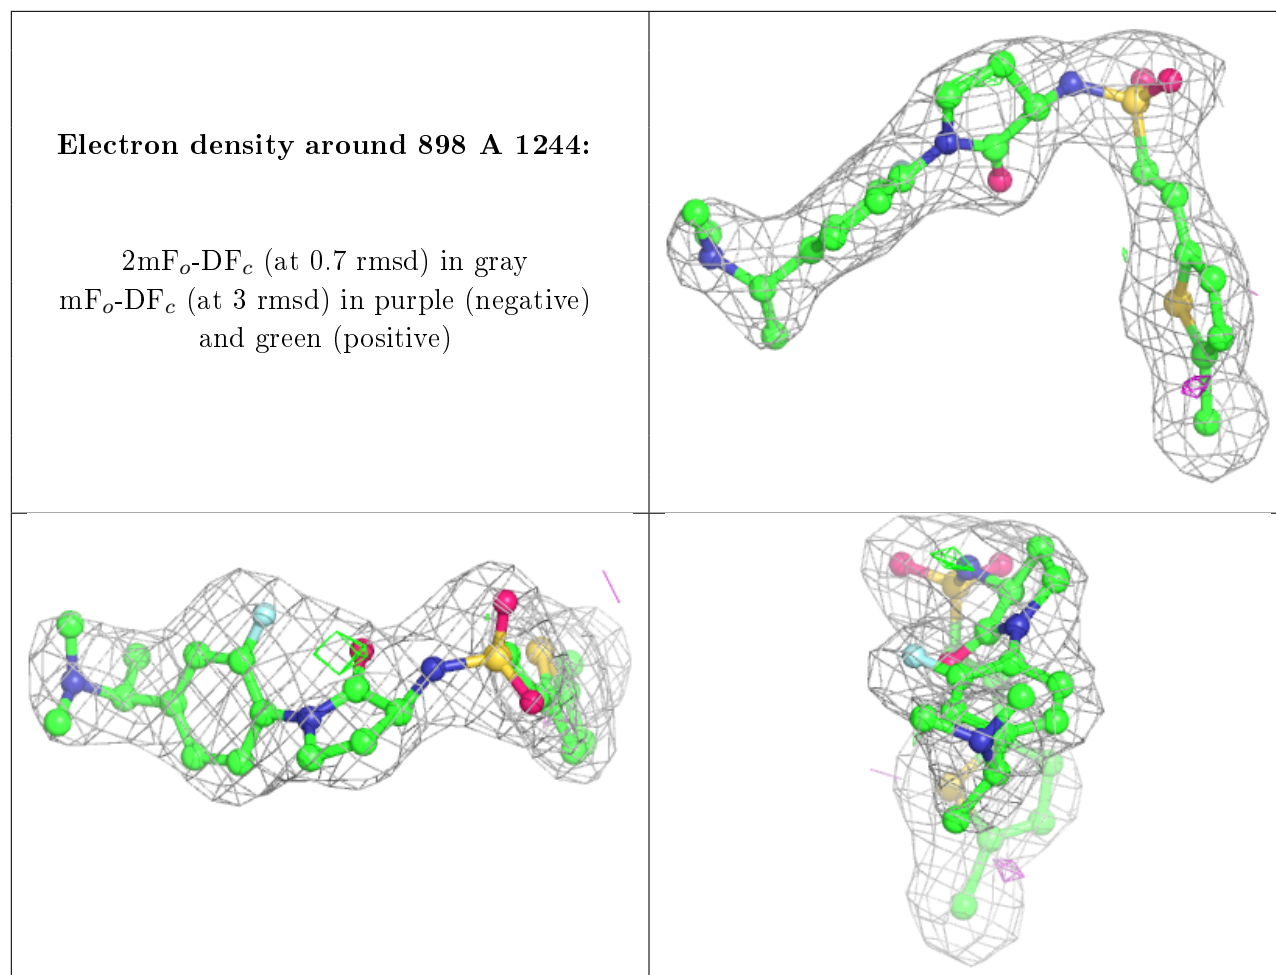 Electron density around 898 A 1244:
2mFo-DFc (at 0.7 rmsd) in gray
mFo-DFc (at 3 rmsd) in purple (negative)
and green (positive)